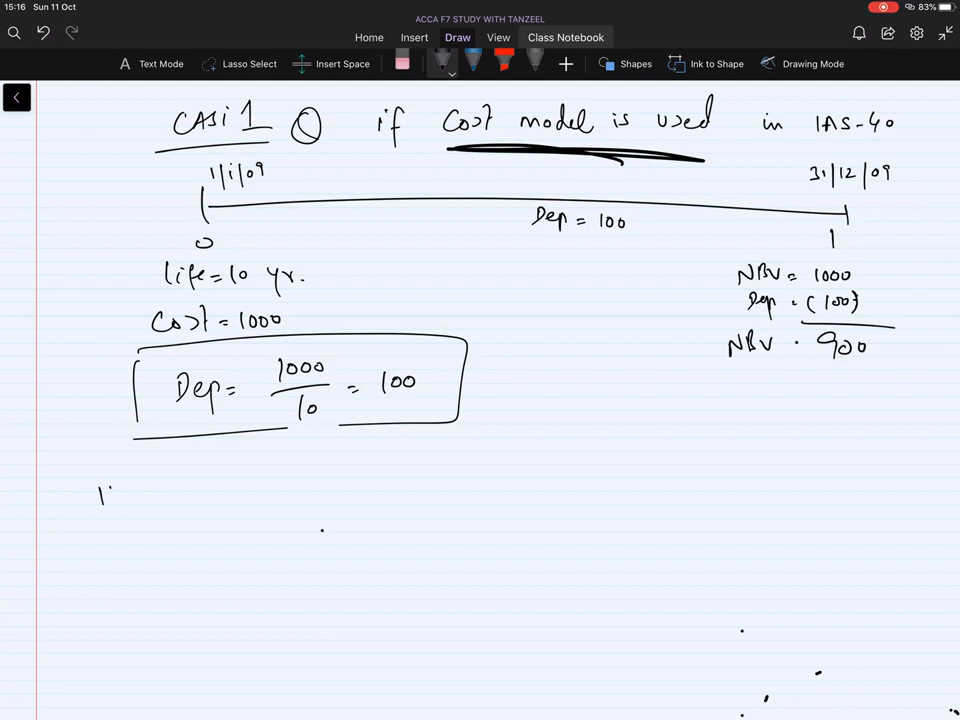 15:16 Sun 11 Oct
83%
ACCA F7 STUDY WITH TANZEEL
Home Insert Draw View Class Notebook
Text Mode Lasso Select Insert Space Shapes Ink to Shape Drawing Mode
CASE 1 if Cost model is used in IAS-40
1/1/09 31/12/09
Dep = 100
0 1
life = 10 yr.
Cost = 1000
NBV = 1000
Dep = (100)
NBV . 900
Dep = 1000 / 10 = 100